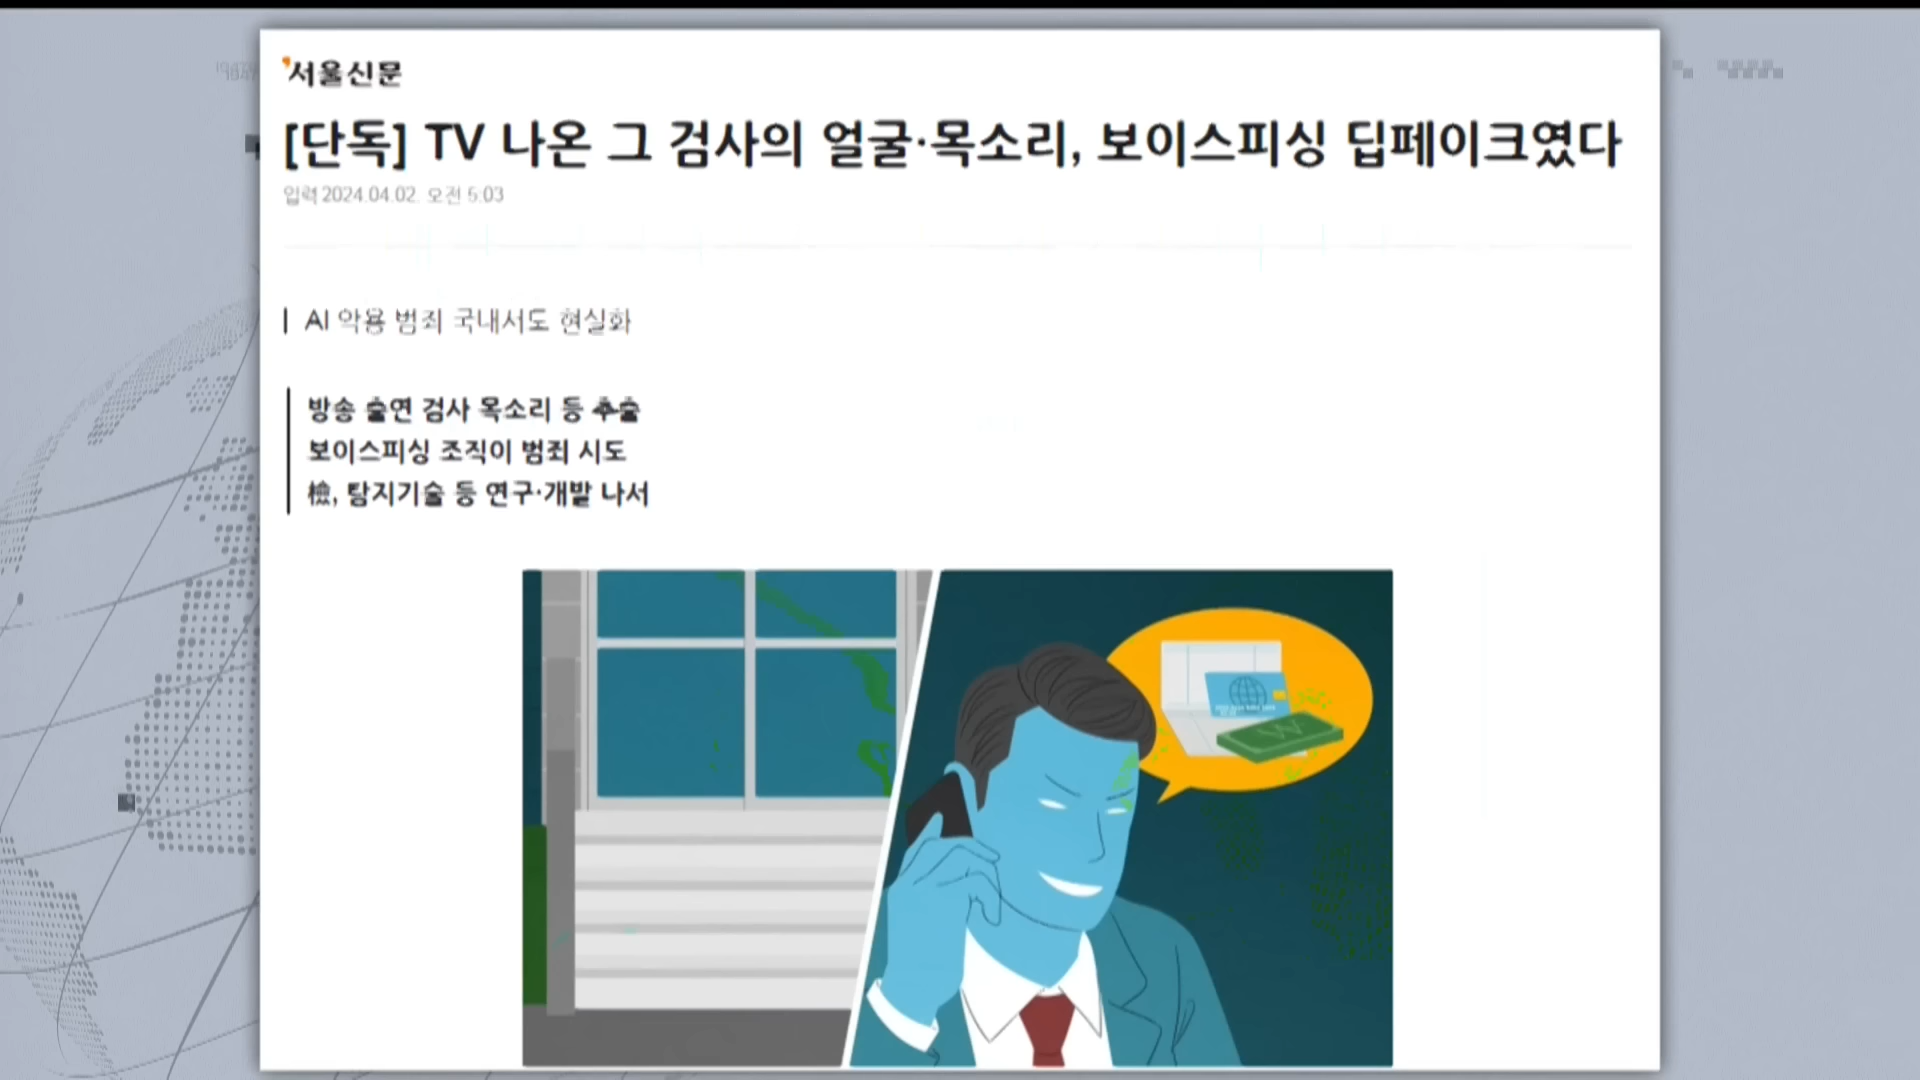 서울신문
[단독] TV 나온 그 검사의 얼굴·목소리, 보이스피싱 딥페이크였다
입력 2024.04.02. 오전 5:03
AI 악용 범죄 국내서도 현실화
방송 출연 검사 목소리 등 추출
보이스피싱 조직이 범죄 시도
檢, 탐지기술 등 연구·개발 나서